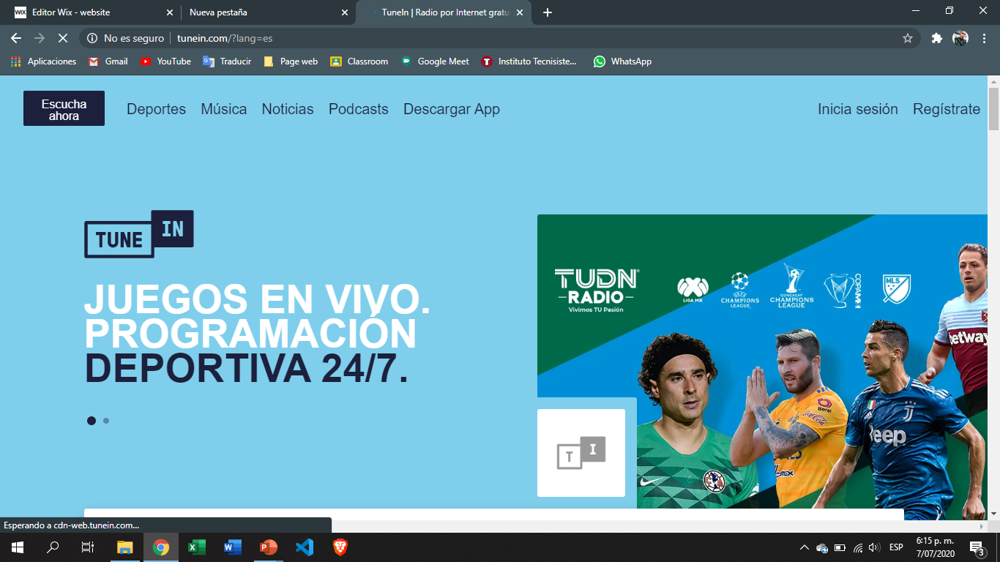 WIX Editor Wix - website
Nueva pestaña
TuneIn | Radio por Internet gratu
No es seguro
tunein.com/?lang=es
Aplicaciones
Gmail
YouTube
Traducir
Page web
Classroom
Google Meet
Instituto Tecnisiste...
WhatsApp
Escucha
ahora
Deportes
Música
Noticias
Podcasts
Descargar App
Inicia sesión
Regístrate
TUNE IN
JUEGOS EN VIVO.
PROGRAMACIÓN
DEPORTIVA 24/7.
TUDN
RADIO
Vivimos TU Pasión
LIGA MX
UEFA
CHAMPIONS
LEAGUE
CONCACAF
CHAMPIONS
LEAGUE
COPA MX
MLS
betway
Berel
Coca-Cola
Jeep
T I
Esperando a cdn-web.tunein.com...
ESP
6:15 p. m.
7/07/2020
3